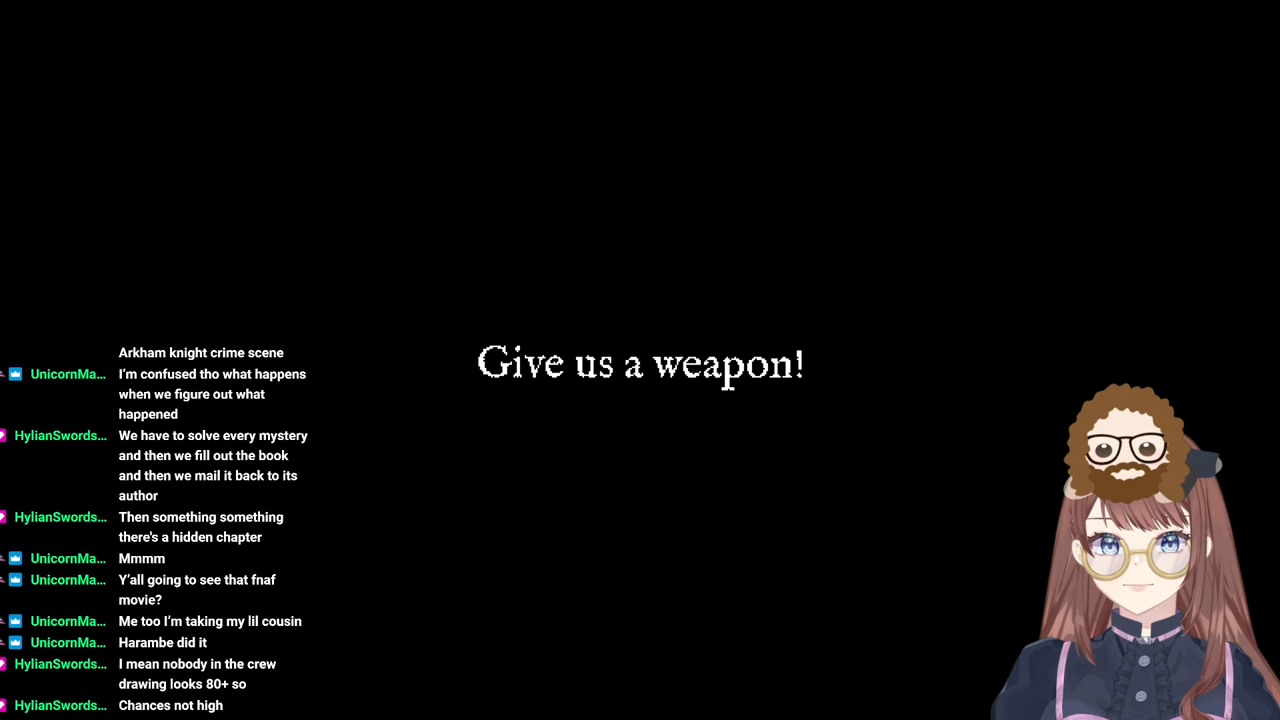 Arkham knight crime scene
UnicornMa... I'm confused tho what happens
when we figure out what
happened
HylianSwords... We have to solve every mystery
and then we fill out the book
and then we mail it back to its
author
HylianSwords... Then something something
there's a hidden chapter
UnicornMa... Mmmm
UnicornMa... Y'all going to see that fnaf
movie?
UnicornMa... Me too I'm taking my lil cousin
UnicornMa... Harambe did it
HylianSwords... I mean nobody in the crew
drawing looks 80+ so
HylianSwords... Chances not high
Give us a weapon!